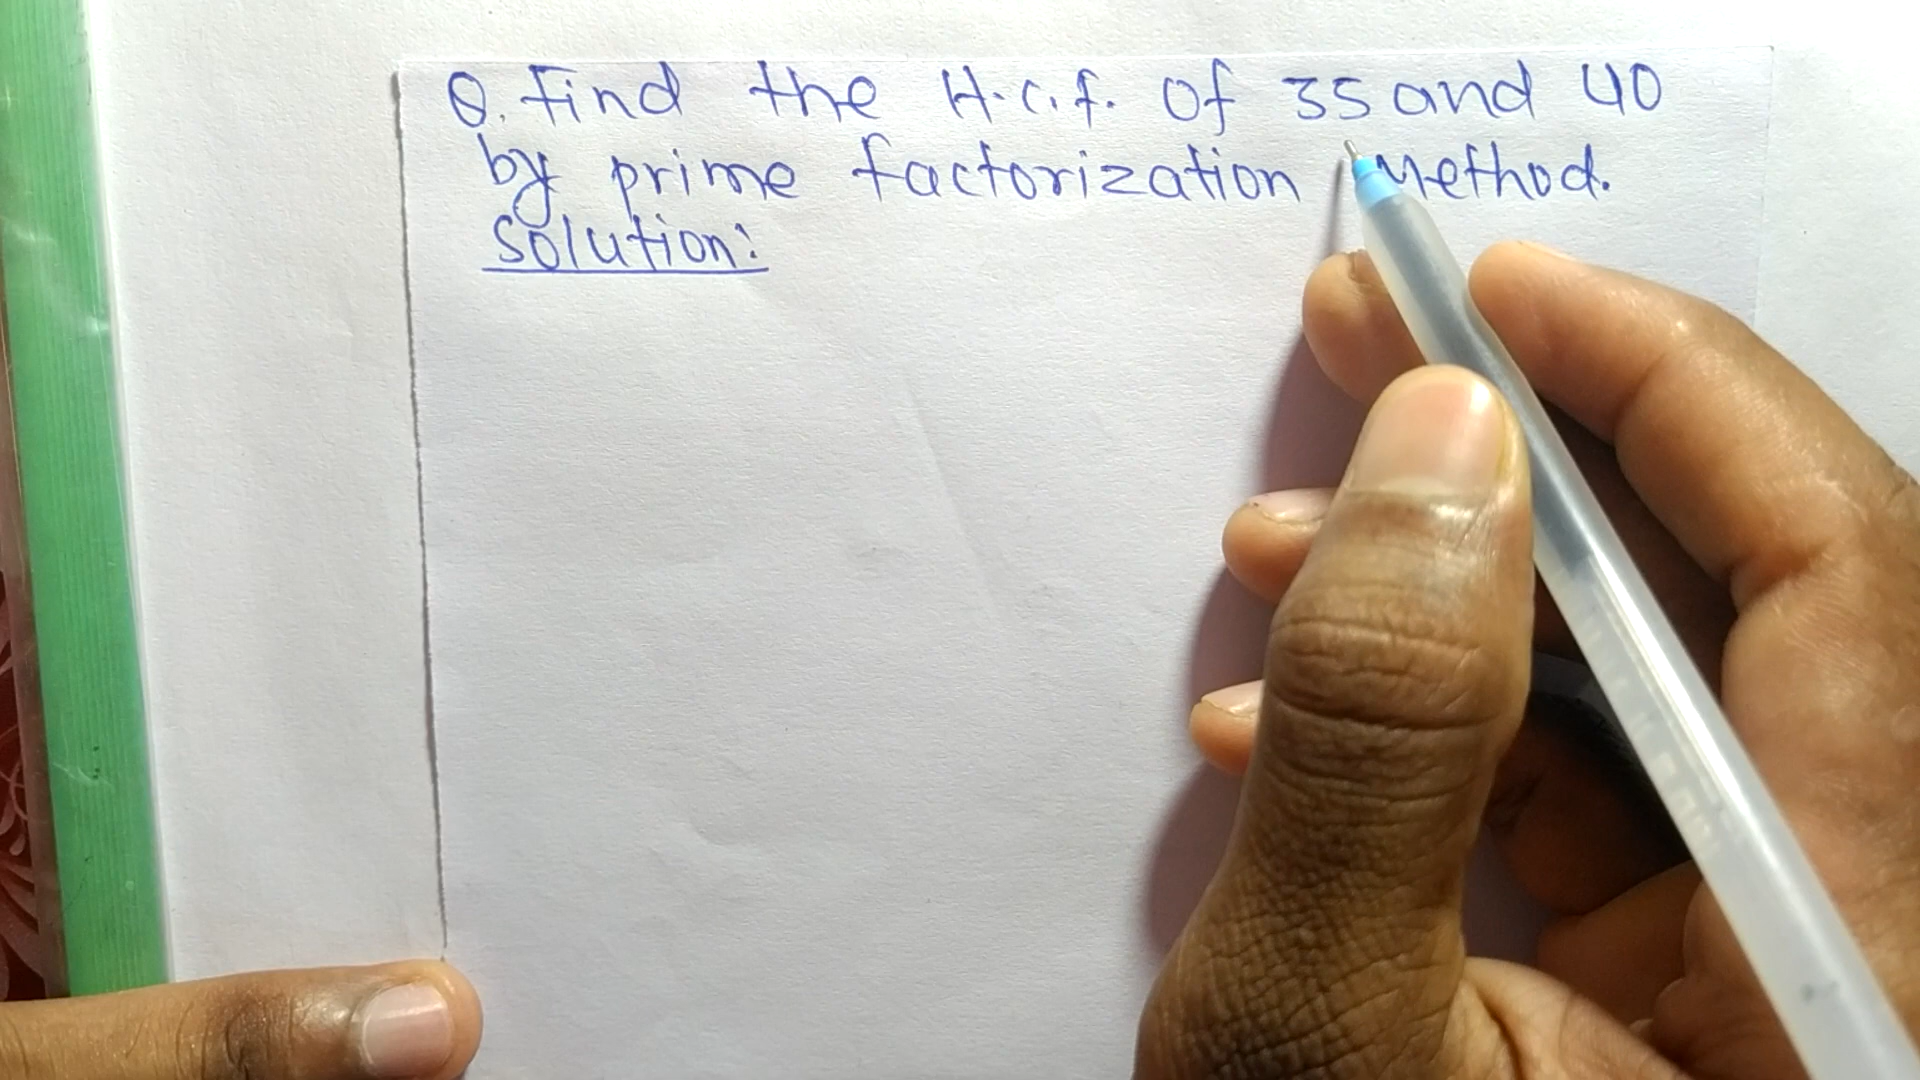 Q. Find the H.C.f. of 35 and 40
by prime factorization Method.
Solution: